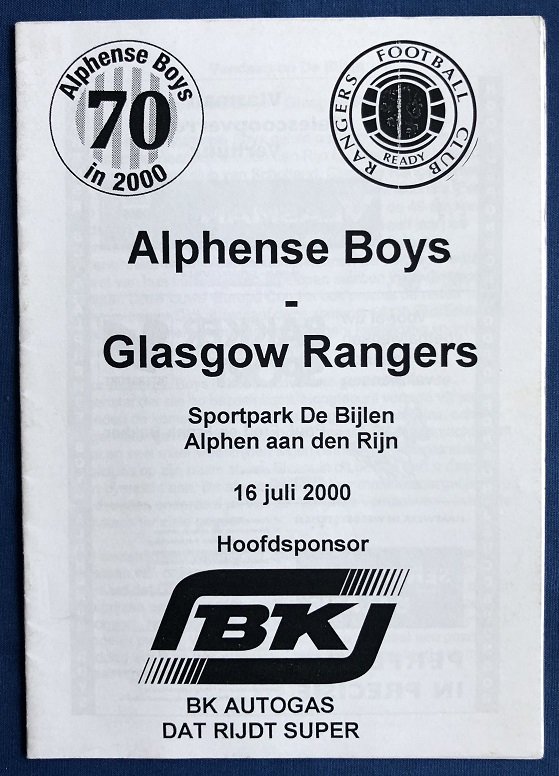 Alphense Boys
70
in 2000
RANGERS FOOTBALL CLUB
READY
Alphense Boys
-
Glasgow Rangers
Sportpark De Bijlen
Alphen aan den Rijn
16 juli 2000
Hoofdsponsor
BK
BK AUTOGAS
DAT RIJDT SUPER